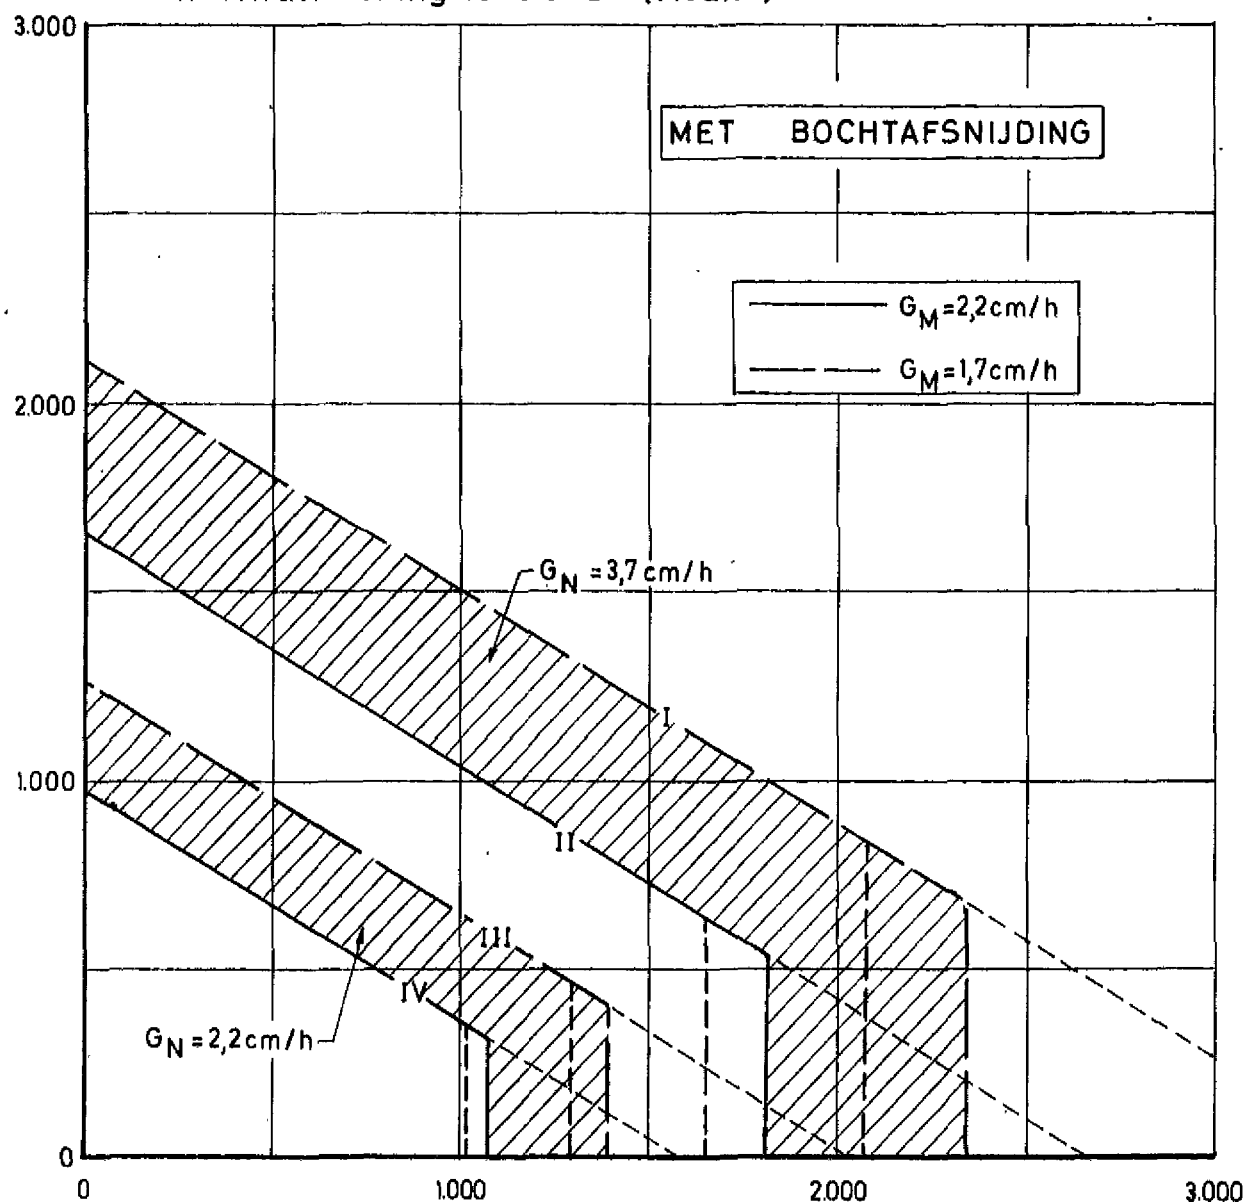 3.000
MET BOCHTAFSNIJDING
G_M=2,2cm/h
G_M=1,7cm/h
2.000
G_N=3,7cm/h
I
1.000
II
III
IV
G_N=2,2cm/h
0
0 1.000 2.000 3.000